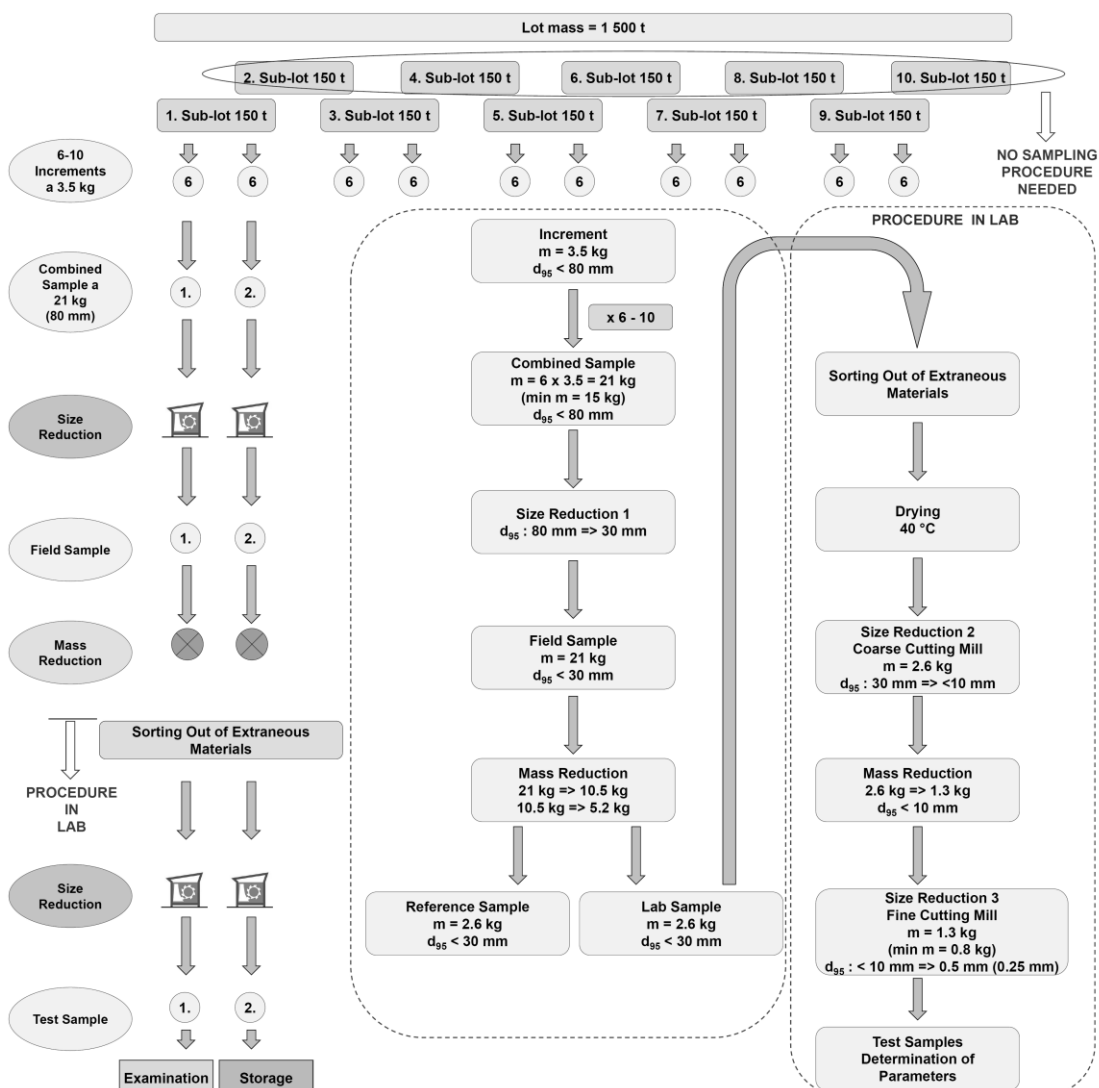 Lot mass = 1 500 t
2. Sub-lot 150 t
4. Sub-lot 150 t
6. Sub-lot 150 t
8. Sub-lot 150 t
10. Sub-lot 150 t
1. Sub-lot 150 t
3. Sub-lot 150 t
5. Sub-lot 150 t
7. Sub-lot 150 t
9. Sub-lot 150 t
6-10
Increments
a 3.5 kg
6
6
6
6
6
6
6
6
6
6
NO SAMPLING
PROCEDURE
NEEDED
Combined
Sample a
21 kg
(80 mm)
1.
2.
Size
Reduction
Field Sample
1.
2.
Mass
Reduction
Sorting Out of Extraneous
Materials
PROCEDURE
IN
LAB
Size
Reduction
Test Sample
1.
2.
Examination
Storage
Increment
m = 3.5 kg
d95 < 80 mm
x 6 - 10
Combined Sample
m = 6 x 3.5 = 21 kg
(min m = 15 kg)
d95 < 80 mm
Size Reduction 1
d95 : 80 mm => 30 mm
Field Sample
m = 21 kg
d95 < 30 mm
Mass Reduction
21 kg => 10.5 kg
10.5 kg => 5.2 kg
Reference Sample
m = 2.6 kg
d95 < 30 mm
Lab Sample
m = 2.6 kg
d95 < 30 mm
PROCEDURE IN LAB
Sorting Out of Extraneous
Materials
Drying
40 °C
Size Reduction 2
Coarse Cutting Mill
m = 2.6 kg
d95 : 30 mm => <10 mm
Mass Reduction
2.6 kg => 1.3 kg
d95 < 10 mm
Size Reduction 3
Fine Cutting Mill
m = 1.3 kg
(min m = 0.8 kg)
d95 : < 10 mm => 0.5 mm (0.25 mm)
Test Samples
Determination of
Parameters